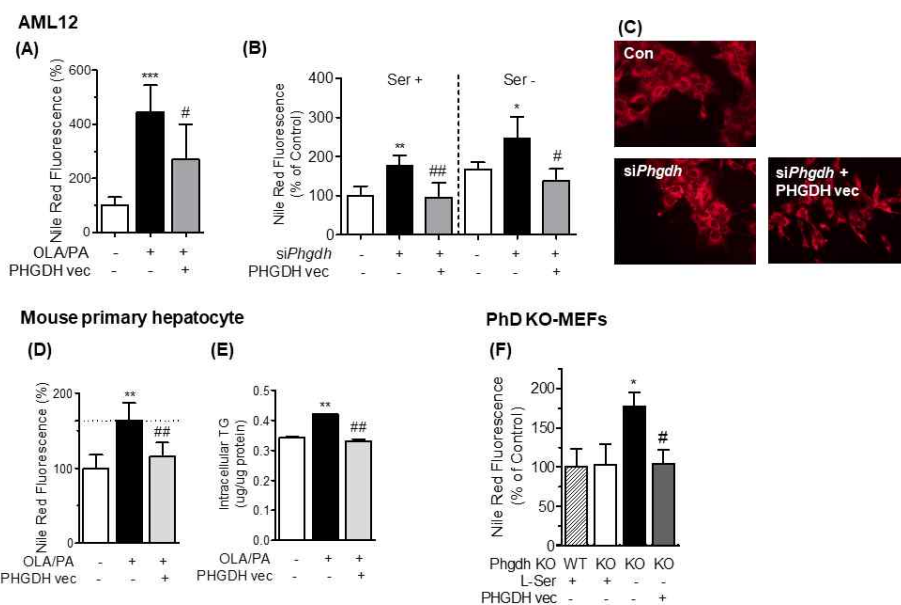 AML12
(A)
Nile Red Fluorescence (%)
600
400
200
0
***
#
OLA/PA - + +
PHGDH vec - - +
(B)
Nile Red Fluorescence
(% of Control)
400
300
200
100
0
Ser +
Ser -
**
##
*
#
siPhgdh - + + - + +
PHGDH vec - - + - - +
(C)
Con
siPhgdh
siPhgdh +
PHGDH vec
Mouse primary hepatocyte
(D)
Nile Red Fluorescence (%)
200
100
0
**
##
OLA/PA - + +
PHGDH vec - - +
(E)
Intracellular TG
(ug/ug protein)
0.5
0.4
0.3
0.2
0.1
0.0
**
##
OLA/PA - + +
PHGDH vec - - +
PhD KO-MEFs
(F)
Nile Red Fluorescence
(% of Control)
200
150
100
50
0
*
#
Phgdh KO WT KO KO KO
L-Ser + + - -
PHGDH vec - - - +